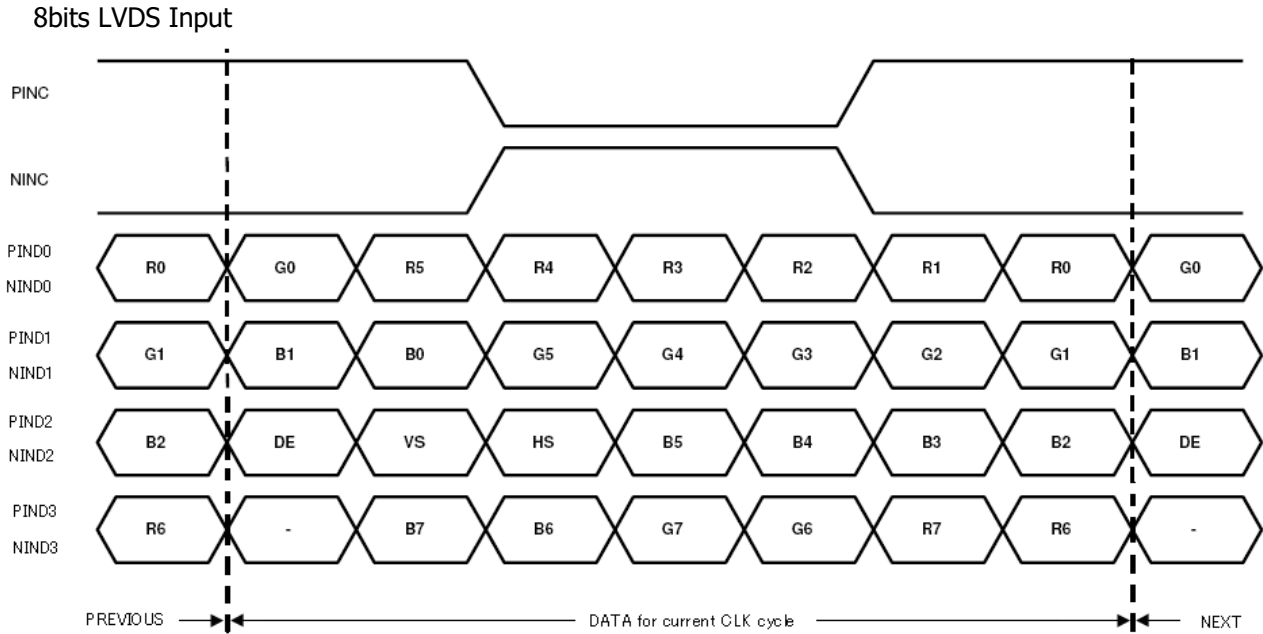 8bits LVDS Input
PINC
NINC
PIND0
NIND0
R0 G0 R5 R4 R3 R2 R1 R0 G0
PIND1
NIND1
G1 B1 B0 G5 G4 G3 G2 G1 B1
PIND2
NIND2
B2 DE VS HS B5 B4 B3 B2 DE
PIND3
NIND3
R6 - B7 B6 G7 G6 R7 R6 -
PREVIOUS DATA for current CLK cycle NEXT